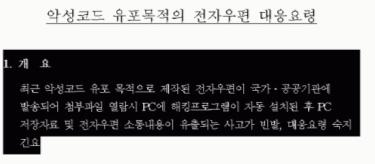 악성코드 유포목적의 전자우편 대응요령
1. 개 요
최근 악성코드 유포 목적으로 제작된 전자우편이 국가·공공기관에
발송되어 첨부파일 열람시 PC에 해킹프로그램이 자동 설치된 후 PC
저장자료 및 전자우편 소통내용이 유출되는 사고가 빈발, 대응요령 숙지
긴요